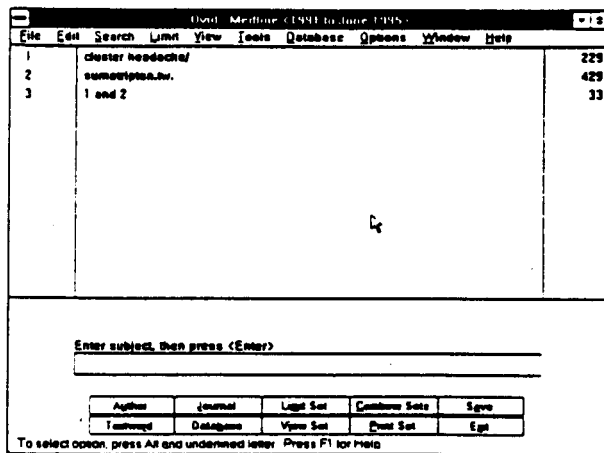 Ovid - Medline <1991 to June 1995>
File Edit Search Limit View Tools Database Options Window Help
1 cluster headache/ 229
2 sumatriptan.tw. 429
3 1 and 2 33
Enter subject, then press <Enter>
Author Journal Limit Set Combine Sets Save
Textword Database View Set Print Set Exit
To select option, press Alt and underlined letter. Press F1 for Help